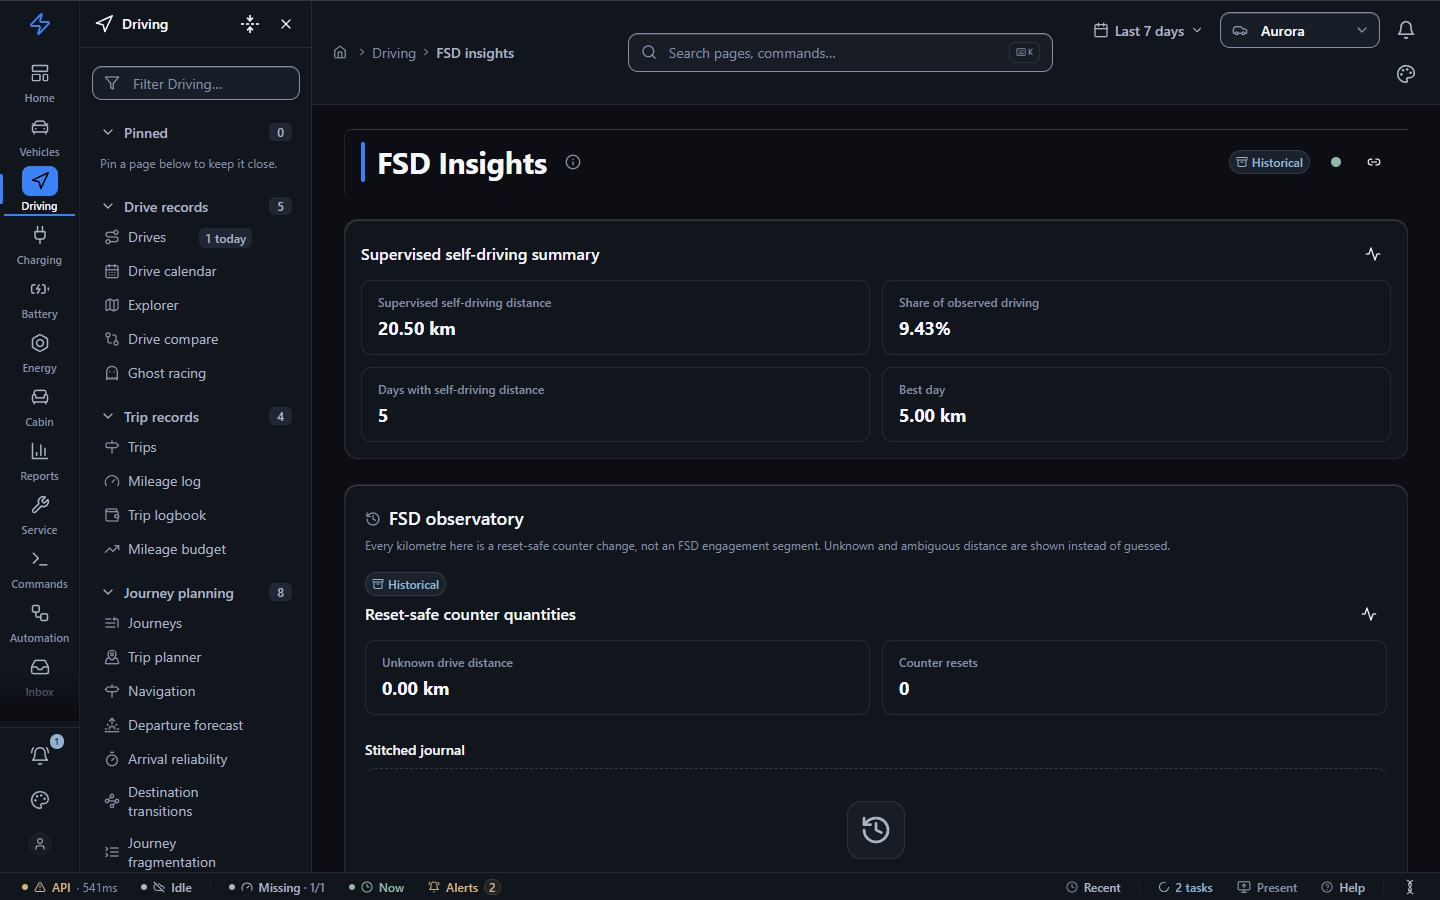 Driving
Home
Vehicles
Driving
Charging
Battery
Energy
Cabin
Reports
Service
Commands
Automation
Inbox
1
Filter Driving...
Pinned 0
Pin a page below to keep it close.
Drive records 5
Drives 1 today
Drive calendar
Explorer
Drive compare
Ghost racing
Trip records 4
Trips
Mileage log
Trip logbook
Mileage budget
Journey planning 8
Journeys
Trip planner
Navigation
Departure forecast
Arrival reliability
Destination
transitions
Journey
fragmentation
Driving > FSD insights
Search pages, commands... K
Last 7 days
Aurora
FSD Insights
Historical
Supervised self-driving summary
Supervised self-driving distance
20.50 km
Share of observed driving
9.43%
Days with self-driving distance
5
Best day
5.00 km
FSD observatory
Every kilometre here is a reset-safe counter change, not an FSD engagement segment. Unknown and ambiguous distance are shown instead of guessed.
Historical
Reset-safe counter quantities
Unknown drive distance
0.00 km
Counter resets
0
Stitched journal
API · 541ms
Idle
Missing · 1/1
Now
Alerts 2
Recent
2 tasks
Present
Help